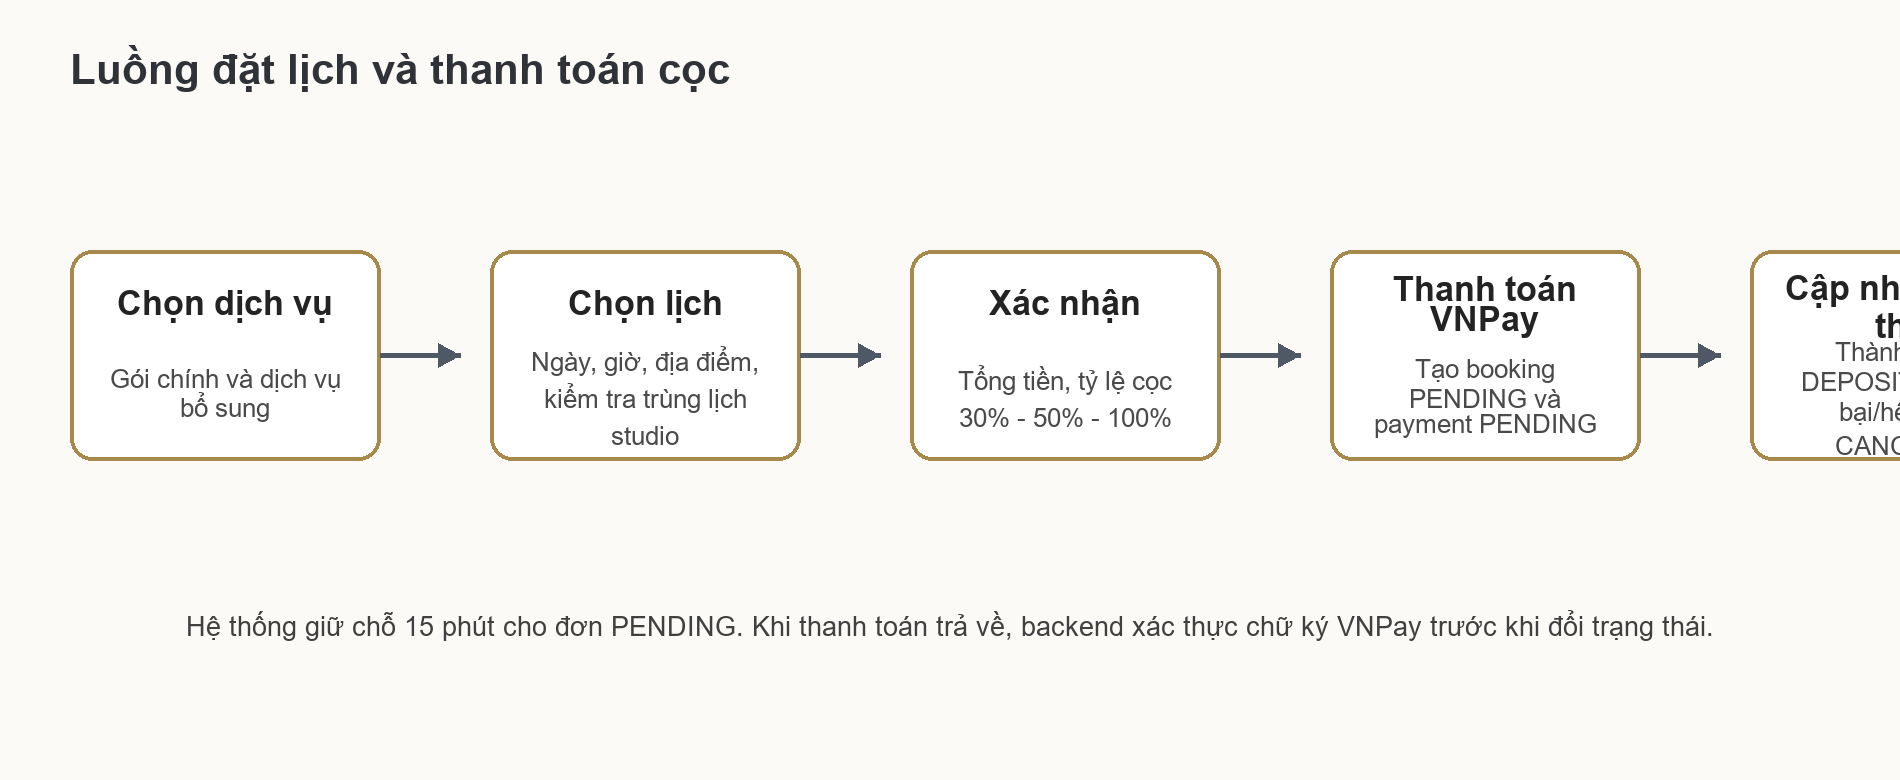 Luồng đặt lịch và thanh toán cọc
Chọn dịch vụ
Gói chính và dịch vụ
bổ sung
Chọn lịch
Ngày, giờ, địa điểm,
kiểm tra trùng lịch
studio
Xác nhận
Tổng tiền, tỷ lệ cọc
30% - 50% - 100%
Thanh toán
VNPay
Tạo booking
PENDING và
payment PENDING
Cập
Hệ thống giữ chỗ 15 phút cho đơn PENDING. Khi thanh toán trả về, backend xác thực chữ ký VNPay trước khi đổi trạng thái.